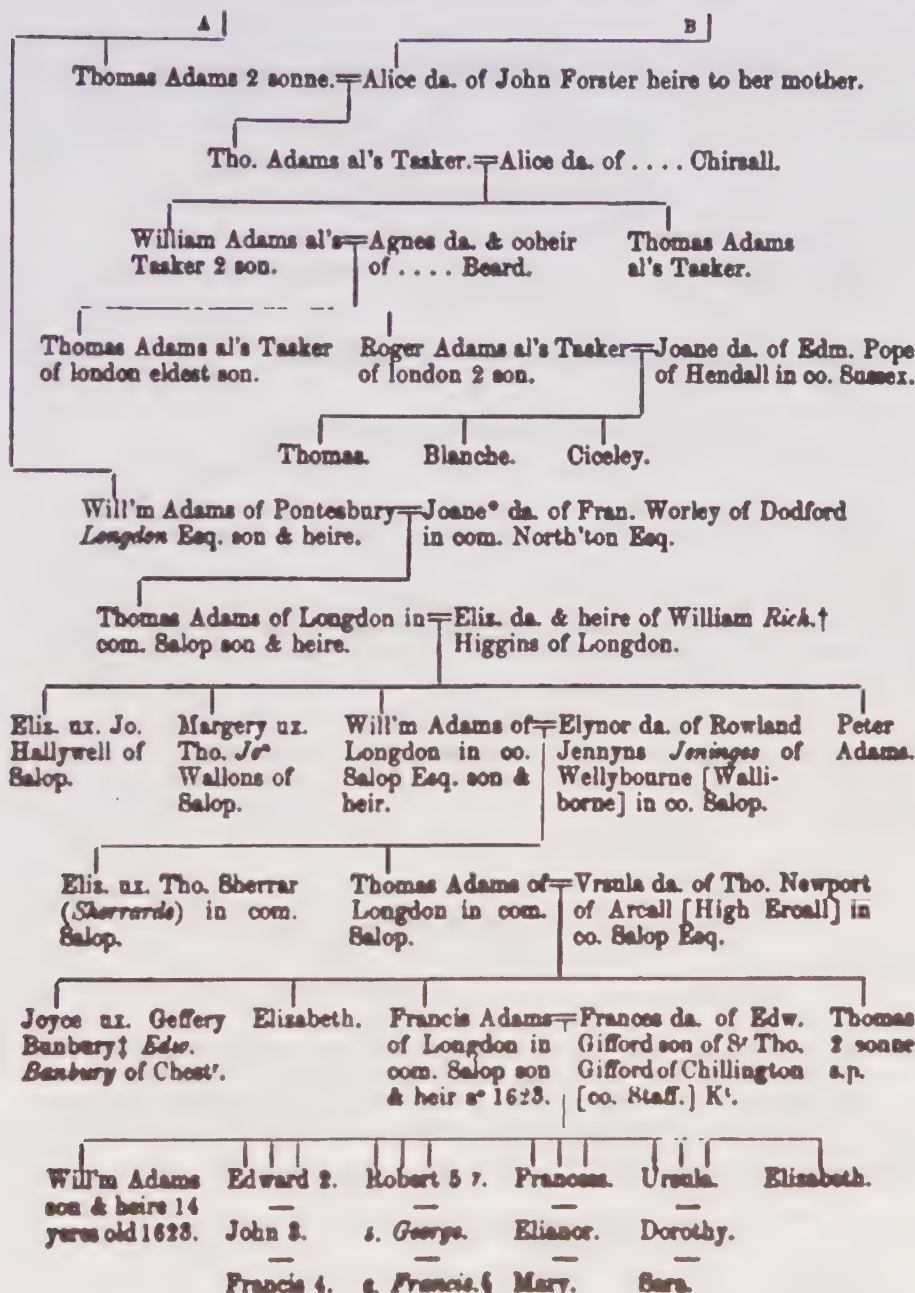 A B
Thomas Adams 2 sonne. Alice da. of John Forster heire to her mother.
Tho. Adams al's Tasker. Alice da. of . . . . Chirsall.
William Adams al's Tasker 2 son.
Agnes da. & coheir of . . . . Beard.
Thomas Adams al's Tasker.
Thomas Adams al's Tasker of london eldest son.
Roger Adams al's Tasker of london 2 son.
Joane da. of Edm. Pope of Hendall in co. Sussex.
Thomas. Blanche. Ciceley.
Will'm Adams of Pontesbury Longdon Esq. son & heire.
Joane* da. of Fran. Worley of Dodford in com. North'ton Esq.
Thomas Adams of Longdon in com. Salop son & heire.
Eliz. da. & heire of William Rich.† Higgins of Longdon.
Eliz. ux. Jo. Hallywell of Salop.
Margery ux. Tho. Joⁿ Wallons of Salop.
Will'm Adams of Longdon in co. Salop Esq. son & heir.
Elynor da. of Rowland Jennyns Jeninges of Wellybourne [Walliborne] in co. Salop.
Peter Adams.
Eliz. ux. Tho. Sherrar (Sherrarde) in com. Salop.
Thomas Adams of Longdon in com. Salop.
Vrsula da. of Tho. Newport of Arcall [High Ercall] in co. Salop Esq.
Joyce ux. Geffery Banbury‡ Edw. Banbury of Chestʳ.
Elizabeth.
Francis Adams of Longdon in com. Salop son & heir aᵒ 1623.
Frances da. of Edw. Gifford son of Sʳ Tho. Gifford of Chillington [co. Staff.] Kᵗ.
Thomas 2 sonne s.p.
Will'm Adams son & heire 14 yeres old 1623.
Edward 2.
John 3.
Francis 4.
Robert 5 7.
George.
Francis.§
Frances.
Elianor.
Mary.
Ursula.
Dorothy.
Sara.
Elizabeth.